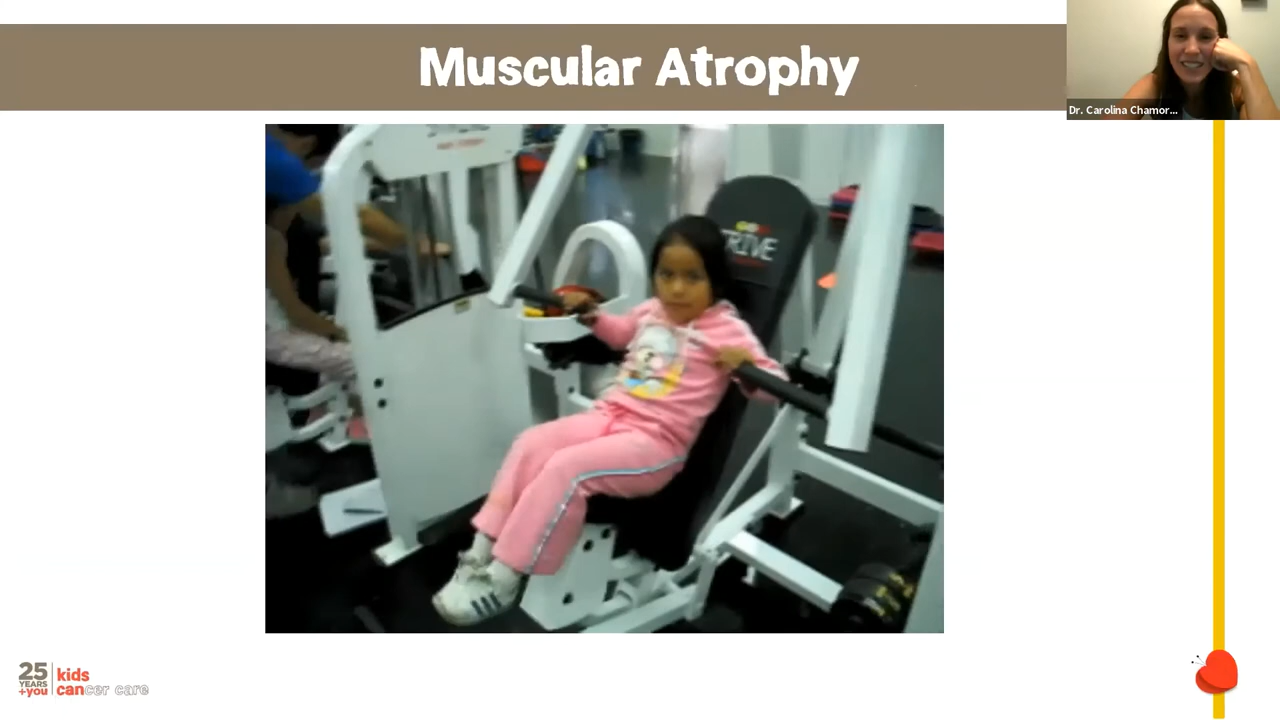 Muscular Atrophy
Dr. Carolina Chamor...
TRIVE
25
YEARS
+you
kids
cancer care